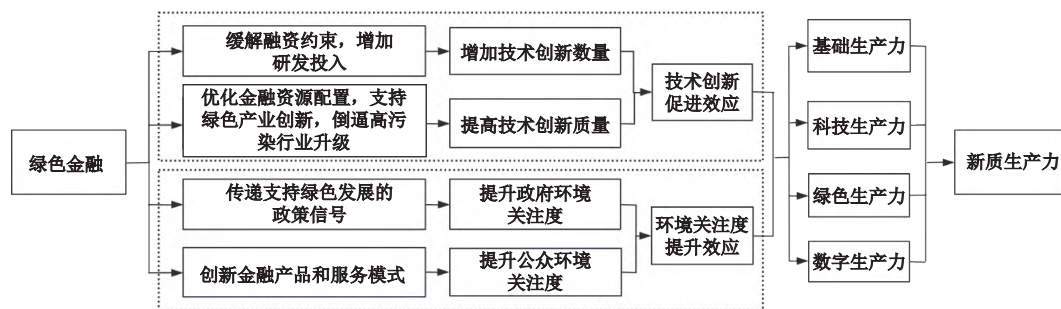 绿色金融
缓解融资约束，增加
研发投入
优化金融资源配置，支持
绿色产业创新，倒逼高污
染行业升级
传递支持绿色发展的
政策信号
创新金融产品和服务模式
增加技术创新数量
提高技术创新质量
提升政府环境
关注度
提升公众环境
关注度
技术创新
促进效应
环境关注度
提升效应
基础生产力
科技生产力
绿色生产力
数字生产力
新质生产力